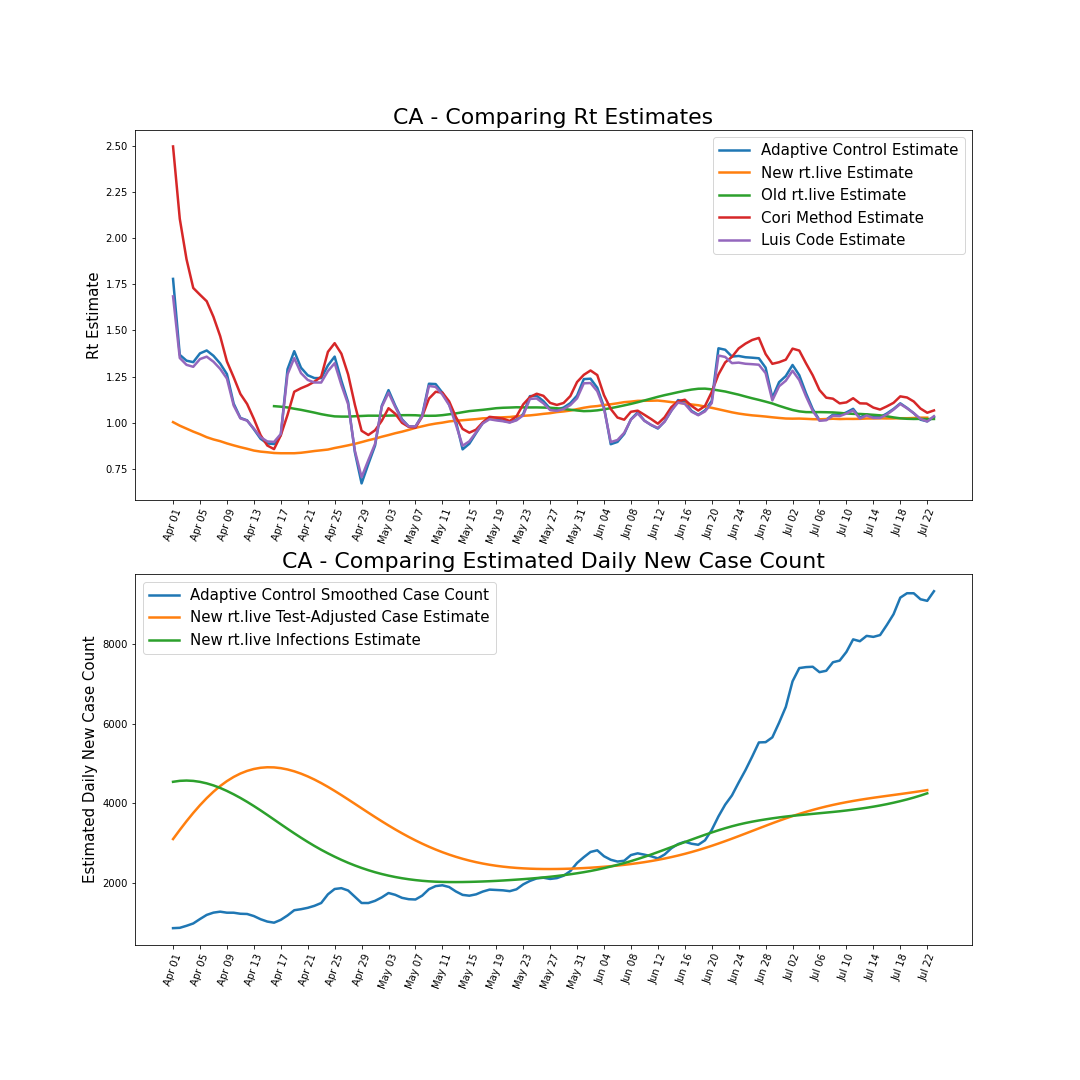 CA - Comparing Rt Estimates
Rt Estimate
2.50
2.25
2.00
1.75
1.50
1.25
1.00
0.75
Adaptive Control Estimate
New rt.live Estimate
Old rt.live Estimate
Cori Method Estimate
Luis Code Estimate
Apr 01 Apr 05 Apr 09 Apr 13 Apr 17 Apr 21 Apr 25 Apr 29 May 03 May 07 May 11 May 15 May 19 May 23 May 27 May 31 Jun 04 Jun 08 Jun 12 Jun 16 Jun 20 Jun 24 Jun 28 Jul 02 Jul 06 Jul 10 Jul 14 Jul 18 Jul 22
CA - Comparing Estimated Daily New Case Count
Estimated Daily New Case Count
8000
6000
4000
2000
Adaptive Control Smoothed Case Count
New rt.live Test-Adjusted Case Estimate
New rt.live Infections Estimate
Apr 01 Apr 05 Apr 09 Apr 13 Apr 17 Apr 21 Apr 25 Apr 29 May 03 May 07 May 11 May 15 May 19 May 23 May 27 May 31 Jun 04 Jun 08 Jun 12 Jun 16 Jun 20 Jun 24 Jun 28 Jul 02 Jul 06 Jul 10 Jul 14 Jul 18 Jul 22